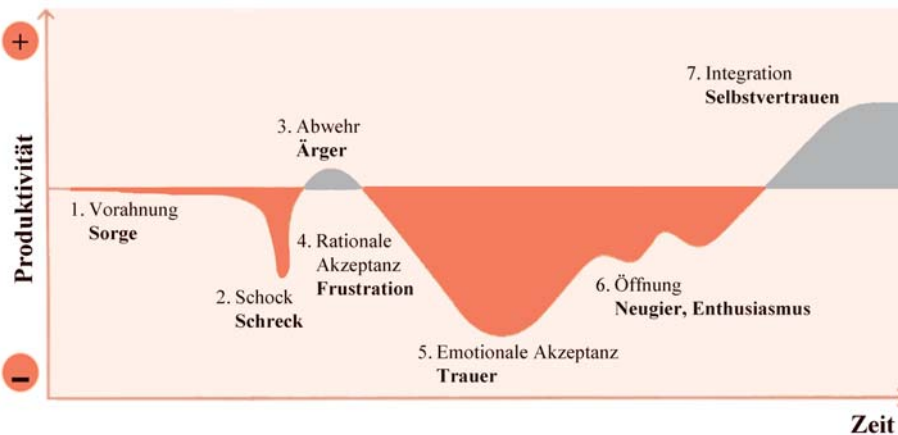 +
Produktivität
−
1. Vorahnung
Sorge
2. Schock
Schreck
3. Abwehr
Ärger
4. Rationale
Akzeptanz
Frustration
5. Emotionale Akzeptanz
Trauer
6. Öffnung
Neugier, Enthusiasmus
7. Integration
Selbstvertrauen
Zeit